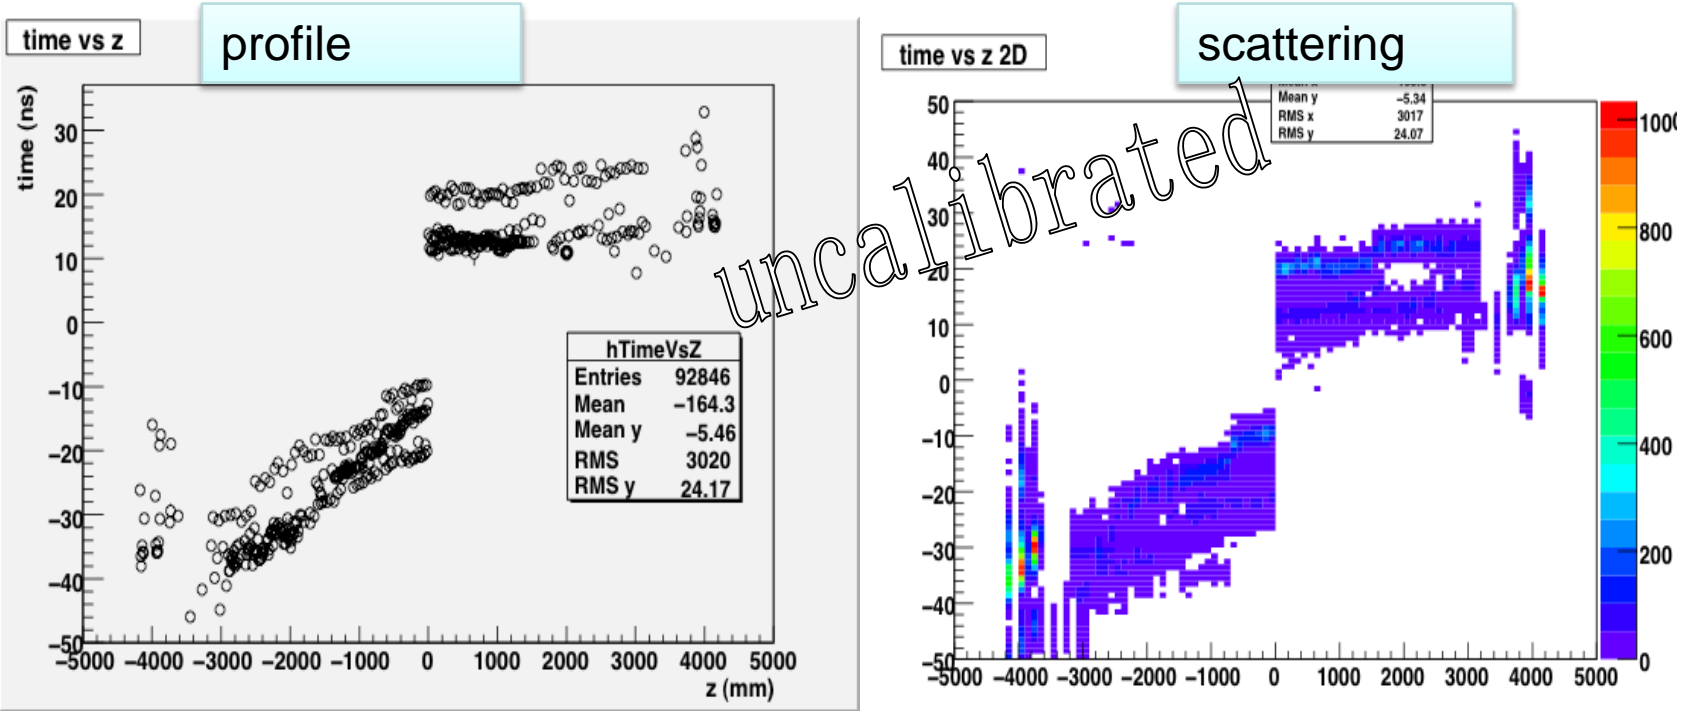 time vs z
profile
time (ns)
30
20
10
0
−10
−20
−30
−40
−50
−5000 −4000 −3000 −2000 −1000 0 1000 2000 3000 4000 5000
z (mm)
hTimeVsZ
Entries 92846
Mean −164.3
Mean y −5.46
RMS 3020
RMS y 24.17
uncalibrated
time vs z 2D
scattering
Mean y −5.34
RMS x 3017
RMS y 24.07
50
40
30
20
10
0
−10
−20
−30
−40
−50
−5000 −4000 −3000 −2000 −1000 0 1000 2000 3000 4000 5000
800
600
400
200
0